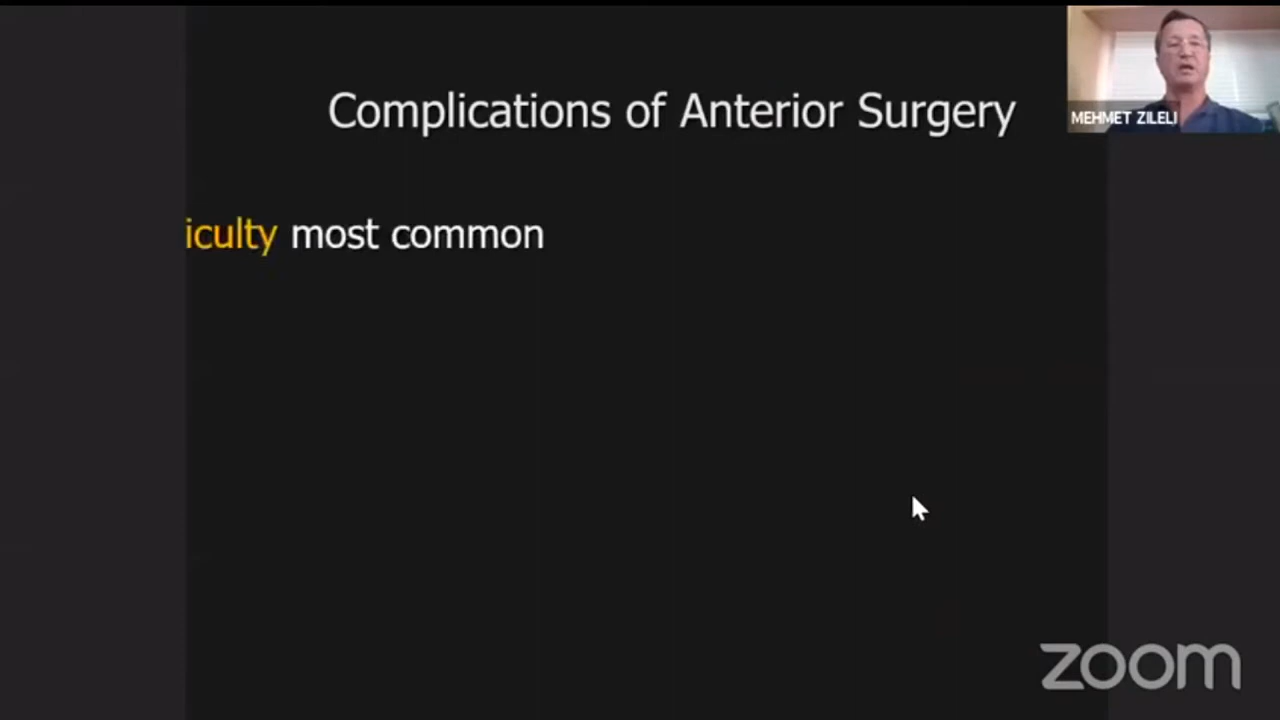 Complications of Anterior Surgery
MEHMET ZILELI
iculty most common
zoom